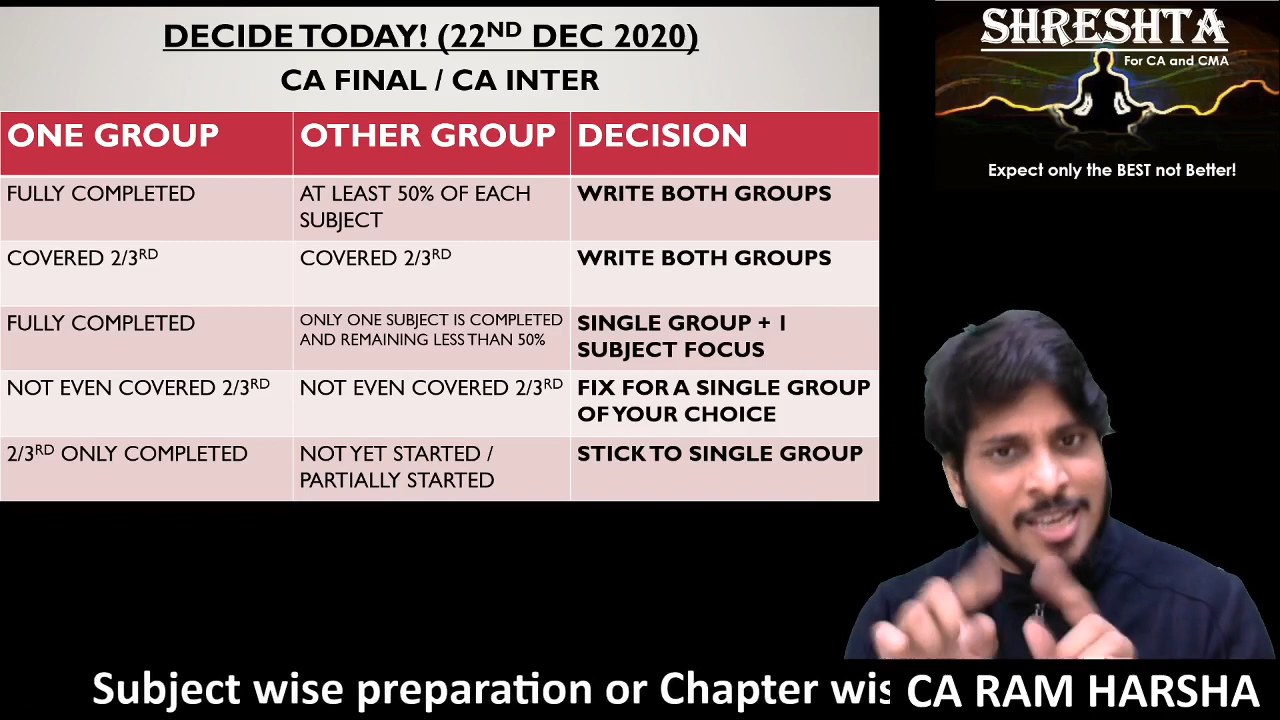 DECIDE TODAY! (22ND DEC 2020)
CA FINAL / CA INTER
ONE GROUP OTHER GROUP DECISION
FULLY COMPLETED AT LEAST 50% OF EACH SUBJECT WRITE BOTH GROUPS
COVERED 2/3RD COVERED 2/3RD WRITE BOTH GROUPS
FULLY COMPLETED ONLY ONE SUBJECT IS COMPLETED AND REMAINING LESS THAN 50% SINGLE GROUP + 1 SUBJECT FOCUS
NOT EVEN COVERED 2/3RD NOT EVEN COVERED 2/3RD FIX FOR A SINGLE GROUP OF YOUR CHOICE
2/3RD ONLY COMPLETED NOT YET STARTED / PARTIALLY STARTED STICK TO SINGLE GROUP
SHRESHTA
For CA and CMA
Expect only the BEST not Better!
Subject wise preparation or Chapter wis
CA RAM HARSHA